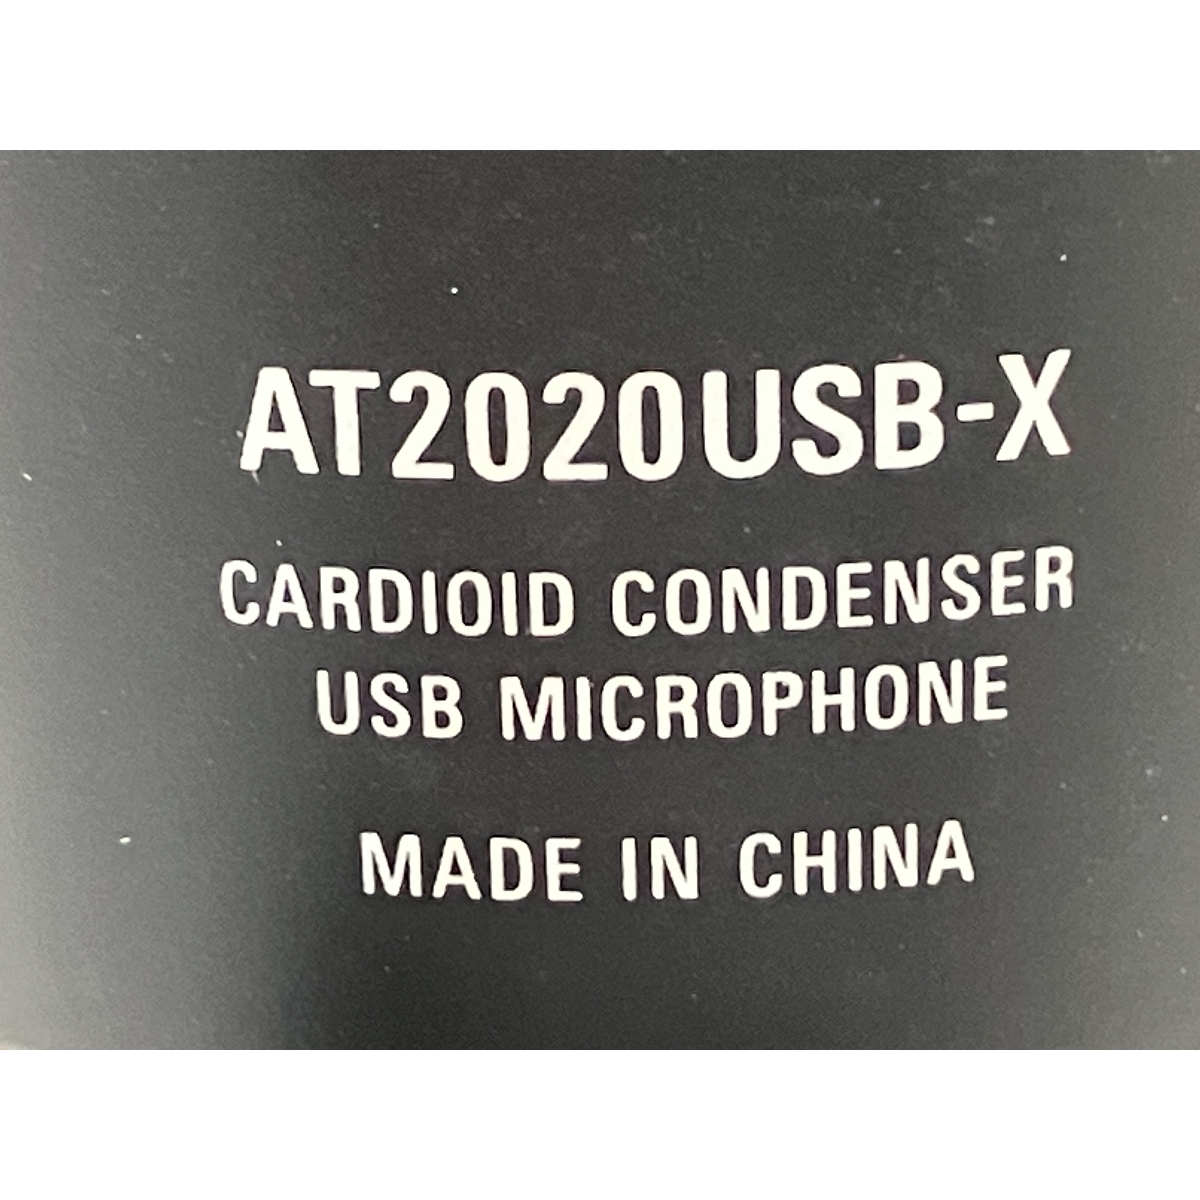 AT2020USB-X
CARDIOID CONDENSER
USB MICROPHONE
MADE IN CHINA